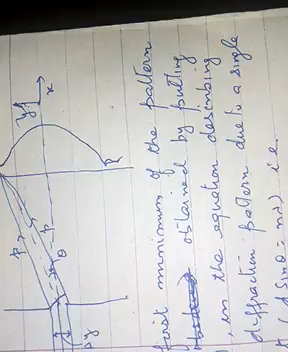 first minimum of the pattern
obtained by putting
, in the equation describing
diffraction pattern due to a single
(d sinθ = nλ) i.e.
y
x
P
p
p
θ
Δy